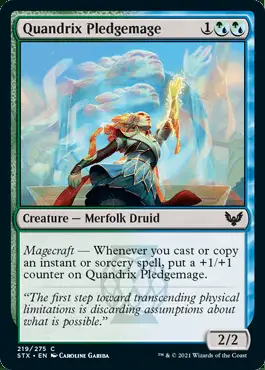 Quandrix Pledgemage 1
Creature — Merfolk Druid
Magecraft — Whenever you cast or copy
an instant or sorcery spell, put a +1/+1
counter on Quandrix Pledgemage.
"The first step toward transcending physical
limitations is discarding assumptions about
what is possible."
2/2
219/275 C
STX • EN CAROLINE GARIBA
™ & © 2021 Wizards of the Coast